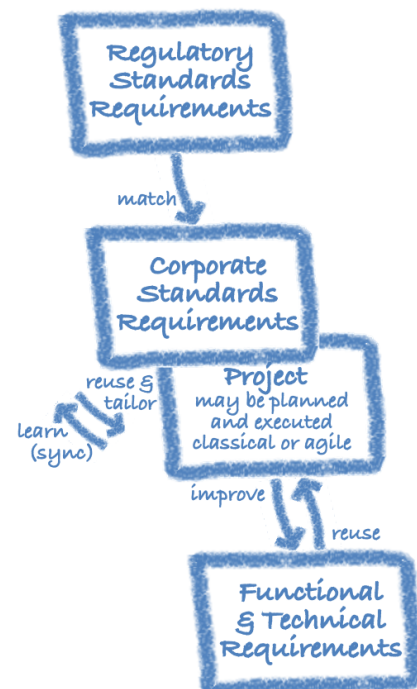 Regulatory
Standards
Requirements
match
Corporate
Standards
Requirements
reuse &
tailor
learn
(sync)
Project
may be planned
and executed
classical or agile
improve
reuse
Functional
& Technical
Requirements